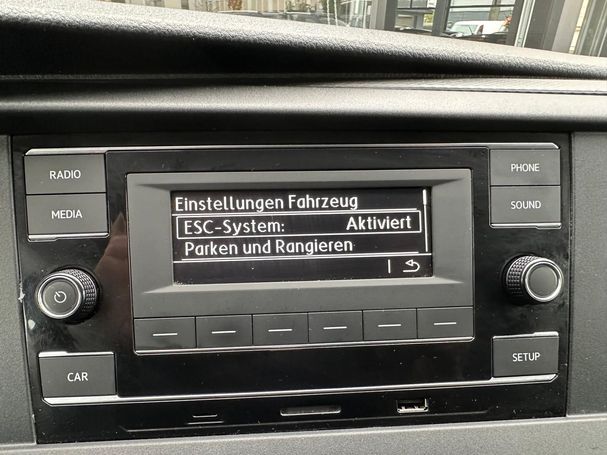 RADIO
MEDIA
PHONE
SOUND
Einstellungen Fahrzeug
ESC-System: Aktiviert
Parken und Rangieren
CAR
SETUP